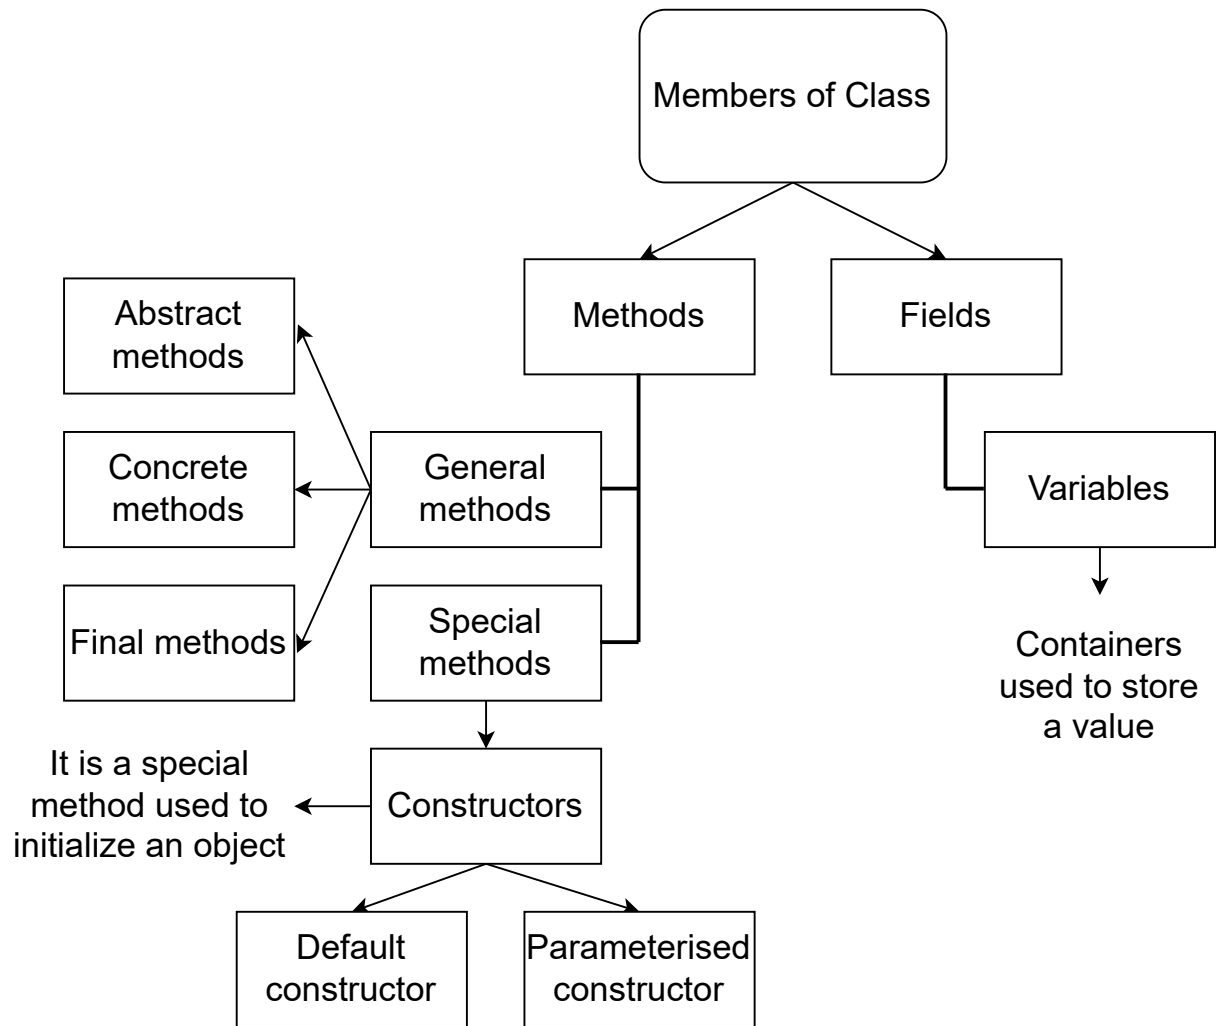 Members of Class
Methods
Fields
Abstract
methods
Concrete
methods
General
methods
Variables
Final methods
Special
methods
Containers
used to store
a value
It is a special
method used to
initialize an object
Constructors
Default
constructor
Parameterised
constructor